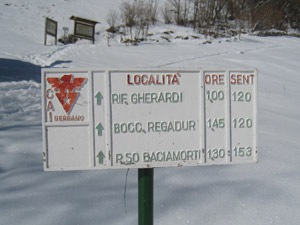 CAI
BERGAMO
LOCALITA' ORE SENT
RIF. GHERARDI 1,00 120
BOCC. REGADUR 1,45 120
P.SO BACIAMORTI 1,30 153